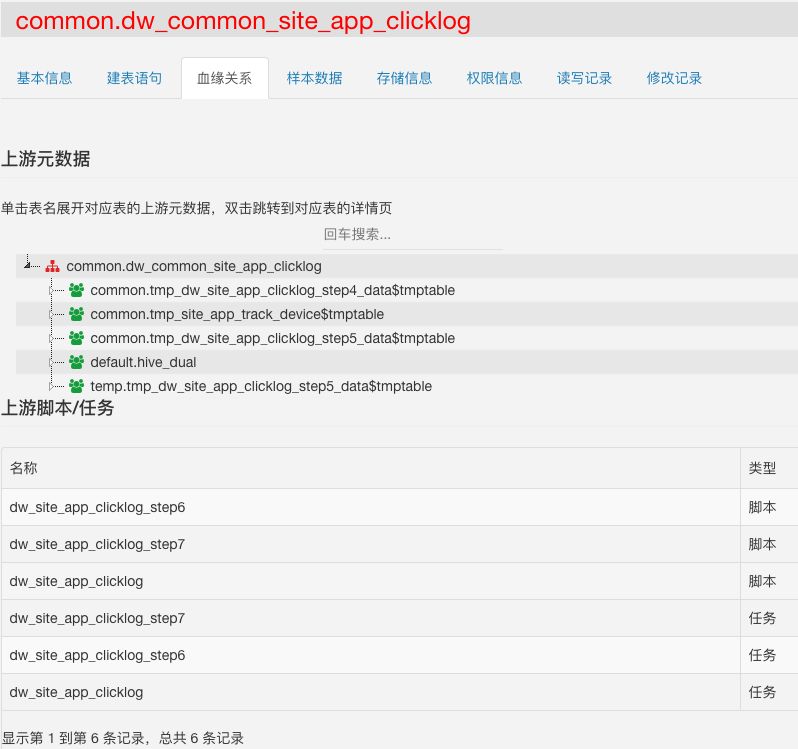 common.dw_common_site_app_clicklog
基本信息 建表语句 血缘关系 样本数据 存储信息 权限信息 读写记录 修改记录
上游元数据
单击表名展开对应表的上游元数据，双击跳转到对应表的详情页
回车搜索...
common.dw_common_site_app_clicklog
common.tmp_dw_site_app_clicklog_step4_data$tmptable
common.tmp_site_app_track_device$tmptable
common.tmp_dw_site_app_clicklog_step5_data$tmptable
default.hive_dual
temp.tmp_dw_site_app_clicklog_step5_data$tmptable
上游脚本/任务
名称 类型
dw_site_app_clicklog_step6 脚本
dw_site_app_clicklog_step7 脚本
dw_site_app_clicklog 脚本
dw_site_app_clicklog_step7 任务
dw_site_app_clicklog_step6 任务
dw_site_app_clicklog 任务
显示第 1 到第 6 条记录，总共 6 条记录